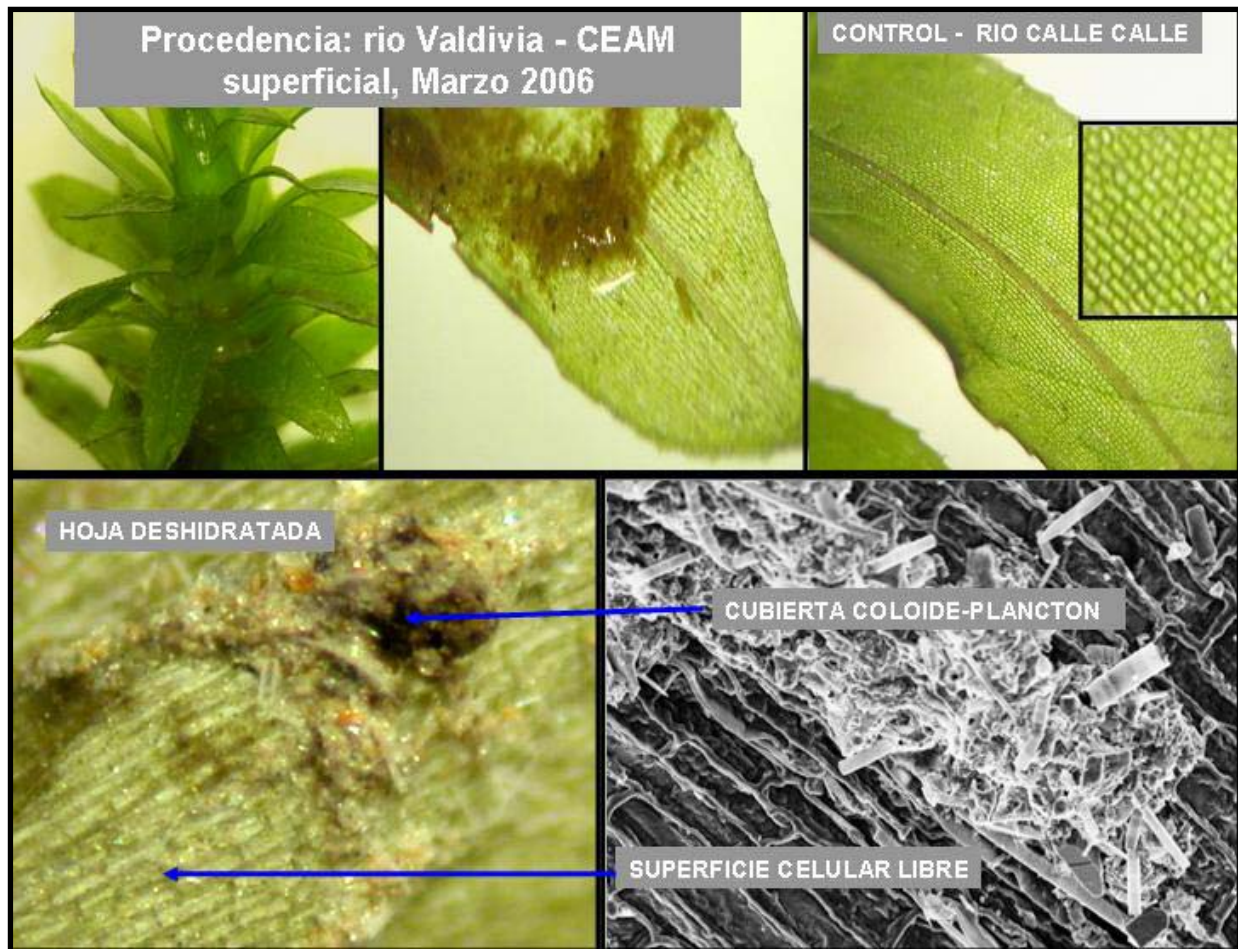 Procedencia: rio Valdivia - CEAM
superficial, Marzo 2006
CONTROL - RIO CALLE CALLE
HOJA DESHIDRATADA
CUBIERTA COLOIDE-PLANCTON
SUPERFICIE CELULAR LIBRE